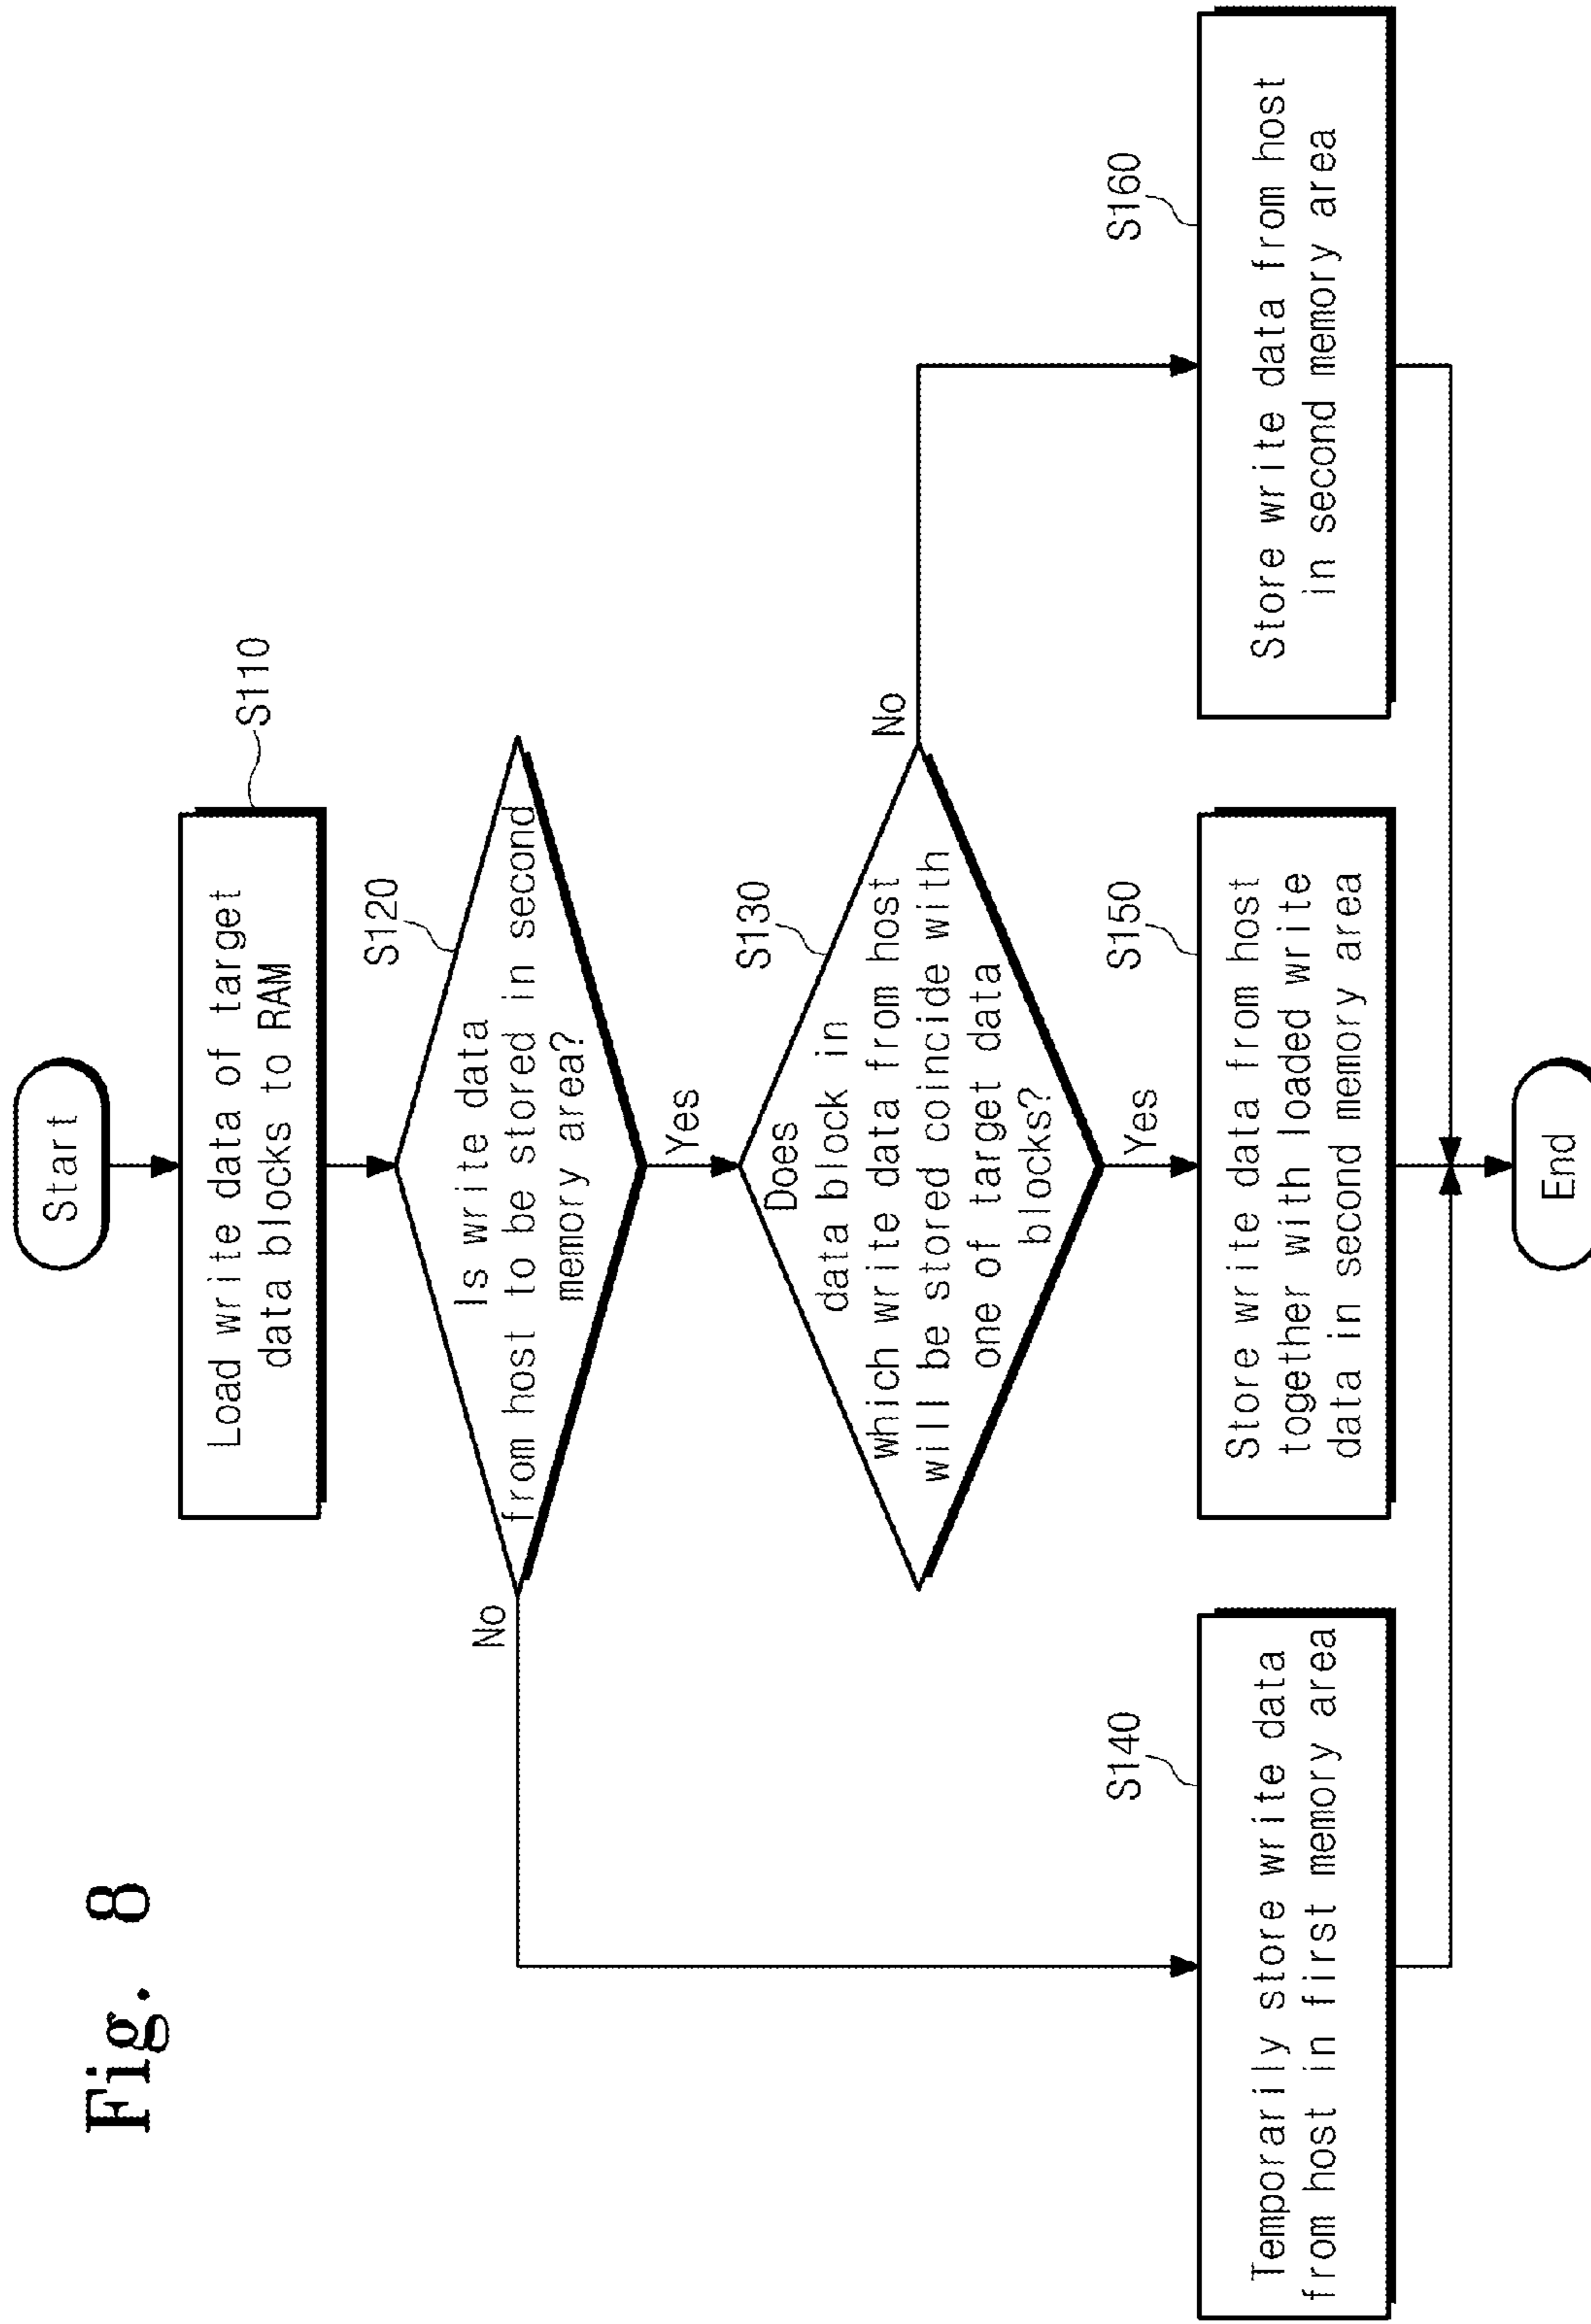 Fig. 8
Start
Load write data of target
data blocks to RAM
S110
S120
Is write data
from host to be stored in second
memory area?
No
Yes
S130
Does
data block in
which write data from host
will be stored coincide with
one of target data
blocks?
No
Yes
S140
Temporarily store write data
from host in first memory area
S150
Store write data from host
together with loaded write
data in second memory area
S160
Store write data from host
in second memory area
End